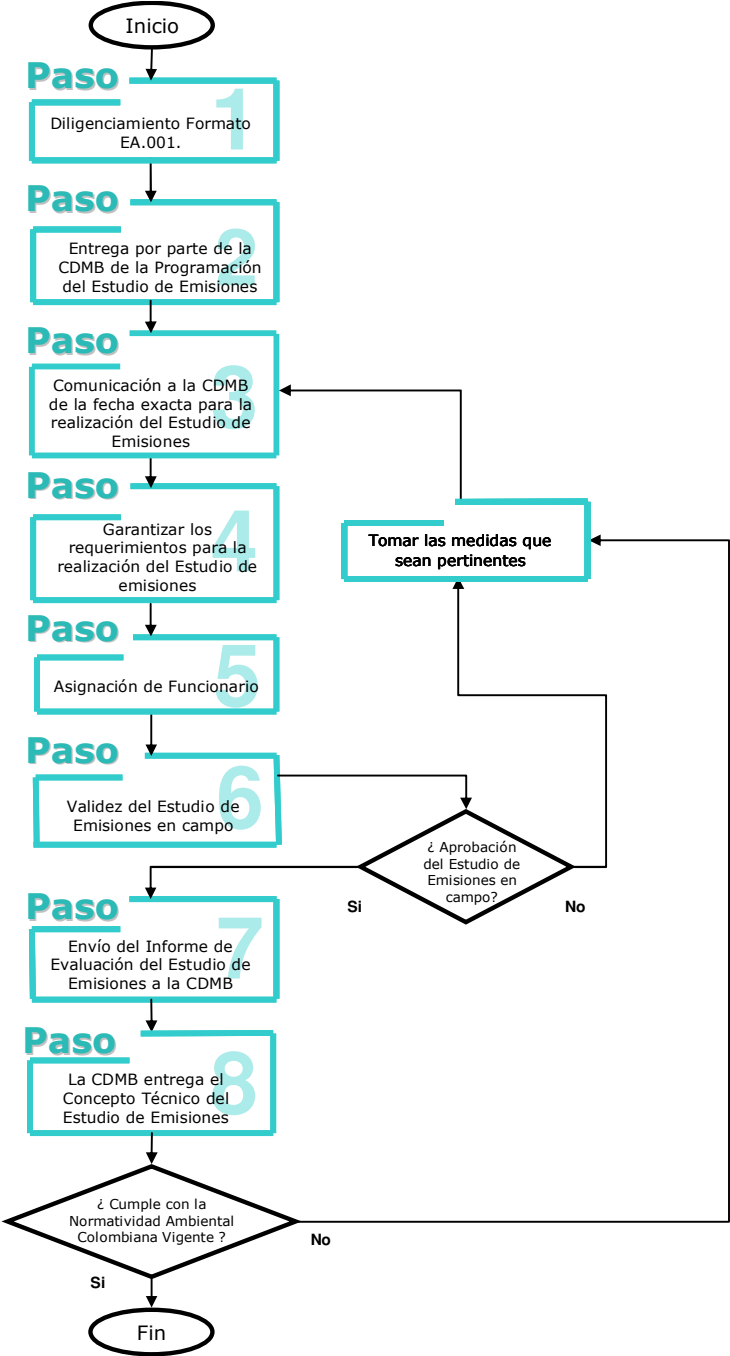 Inicio
Paso
1
Diligenciamiento Formato
EA.001.
Paso
2
Entrega por parte de la
CDMB de la Programación
del Estudio de Emisiones
Paso
3
Comunicación a la CDMB
de la fecha exacta para la
realización del Estudio de
Emisiones
Paso
4
Garantizar los
requerimientos para la
realización del Estudio de
emisiones
Tomar las medidas que
sean pertinentes
Paso
5
Asignación de Funcionario
Paso
6
Validez del Estudio de
Emisiones en campo
¿ Aprobación
del Estudio de
Emisiones en
campo?
Si
No
Paso
7
Envío del Informe de
Evaluación del Estudio de
Emisiones a la CDMB
Paso
8
La CDMB entrega el
Concepto Técnico del
Estudio de Emisiones
¿ Cumple con la
Normatividad Ambiental
Colombiana Vigente ?
No
Si
Fin